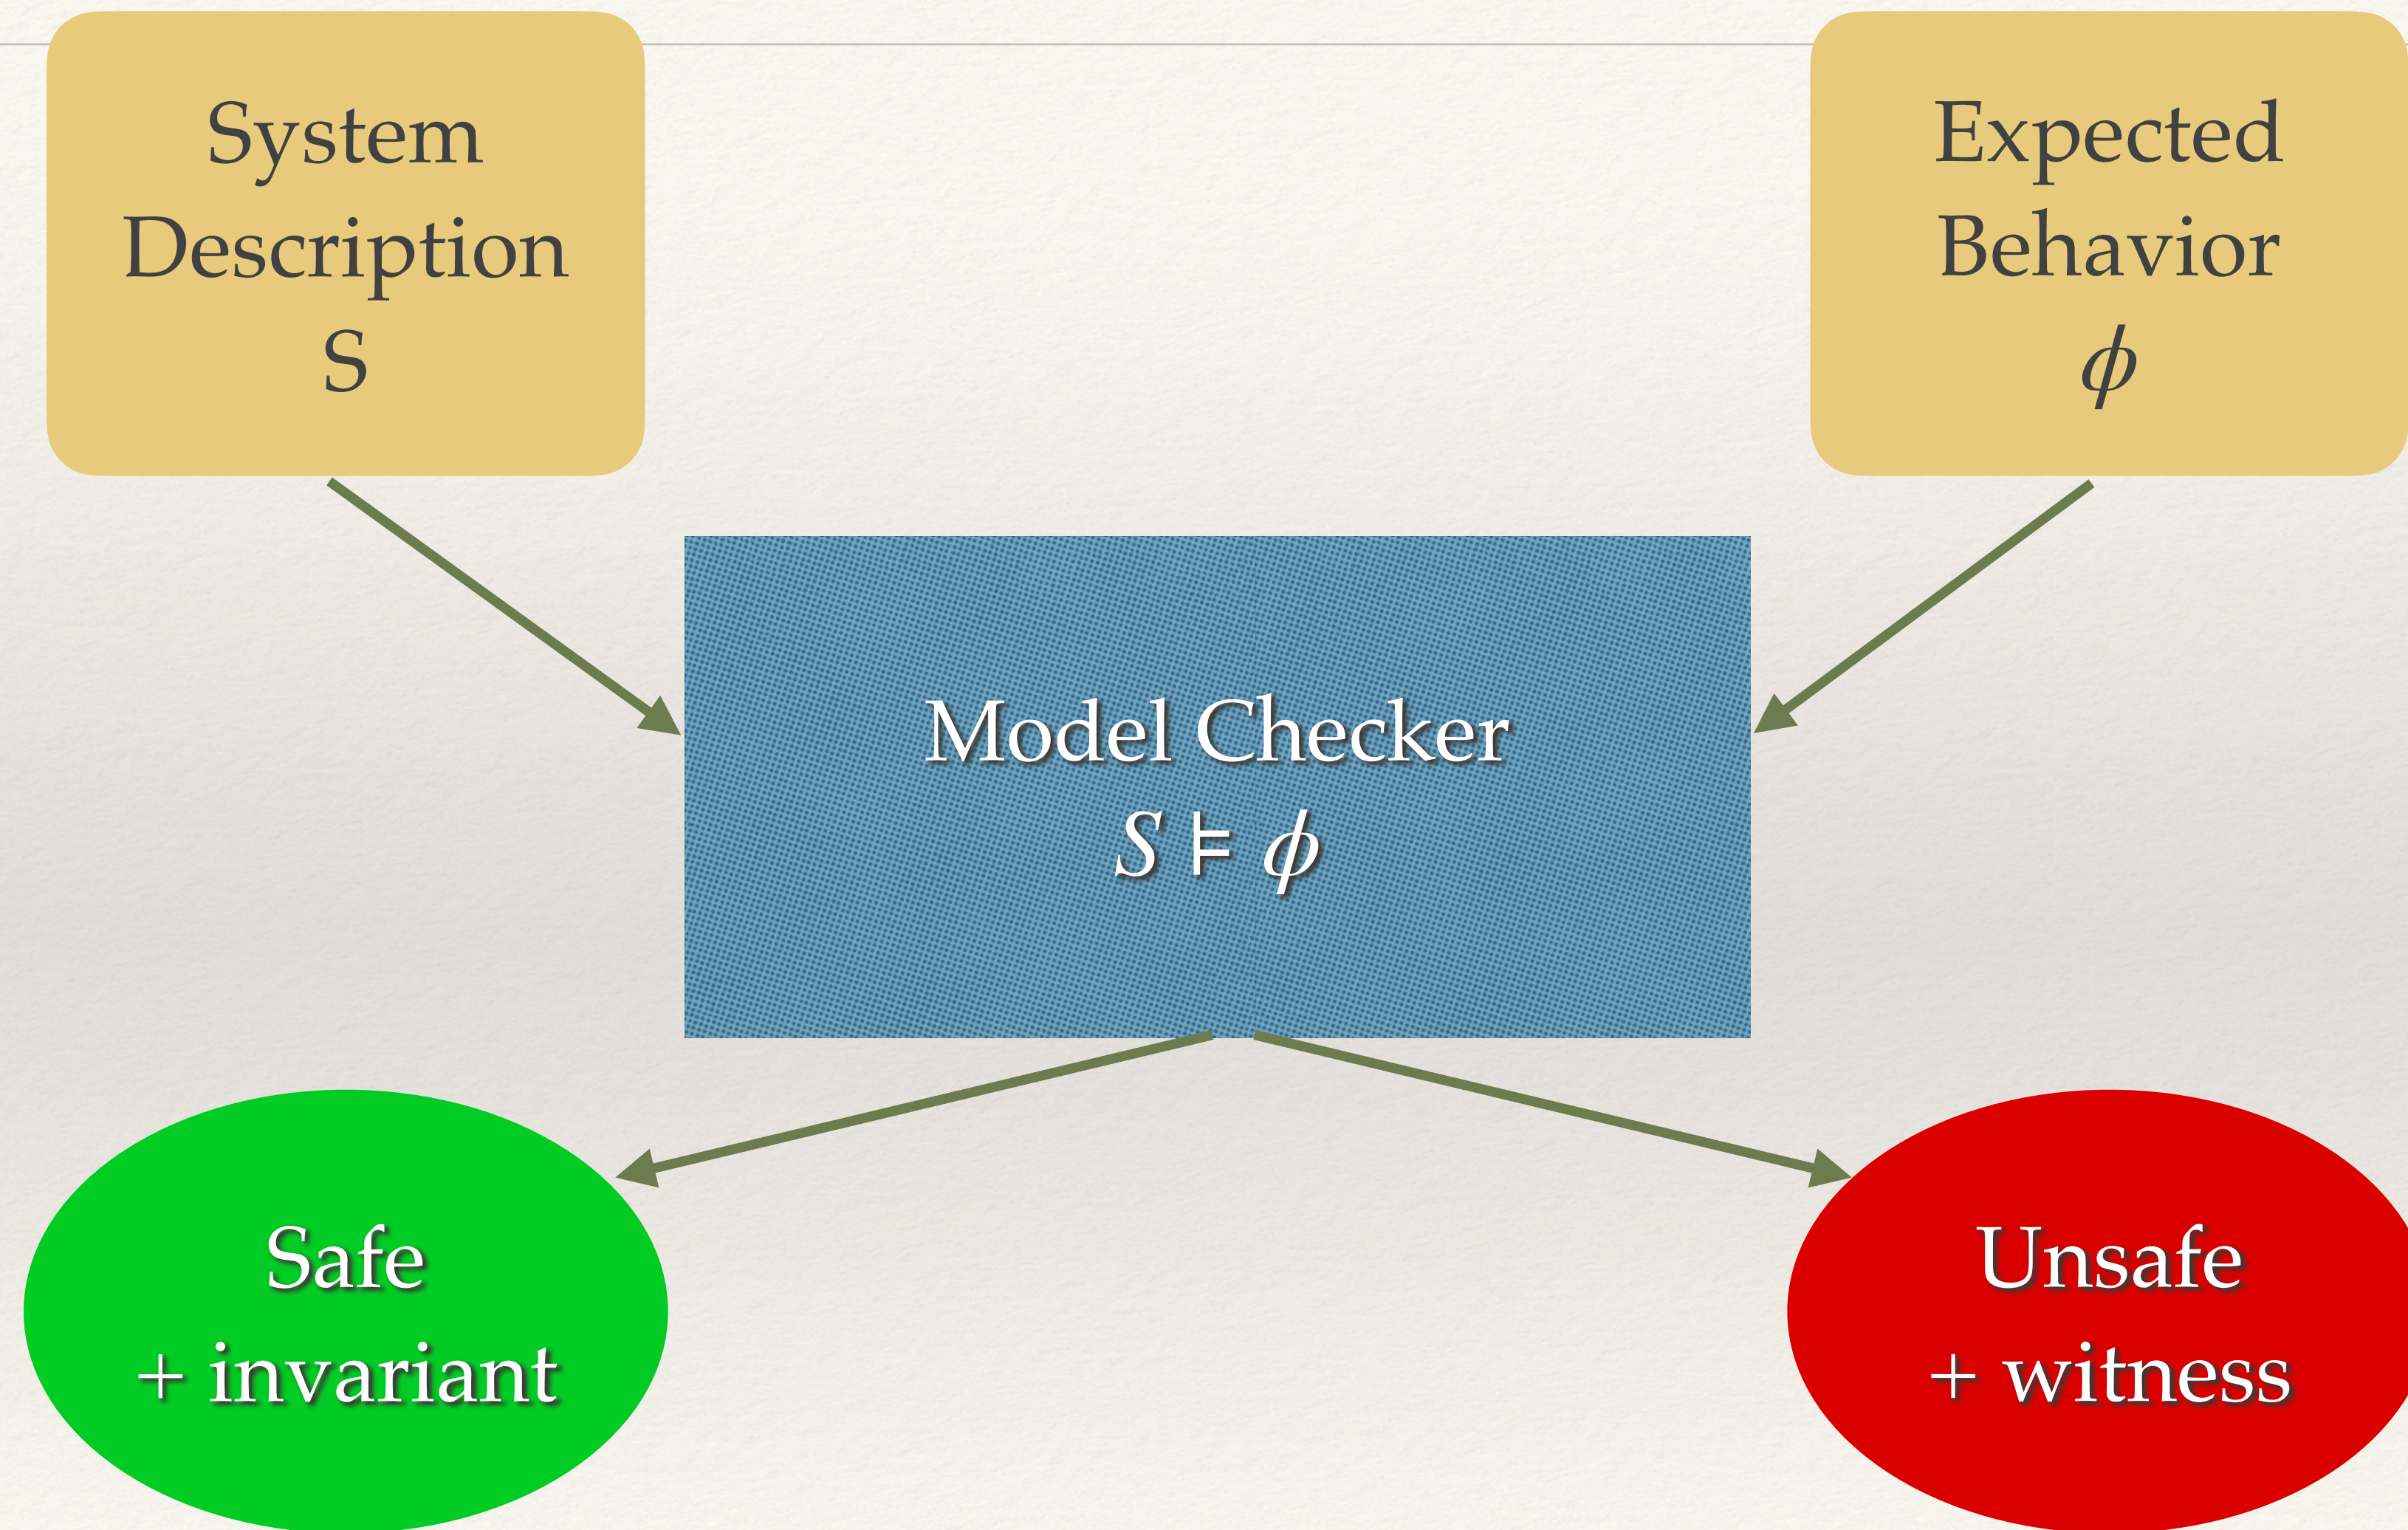 System
Description
S
Expected
Behavior
ϕ
Model Checker
S ⊧ ϕ
Safe
+ invariant
Unsafe
+ witness